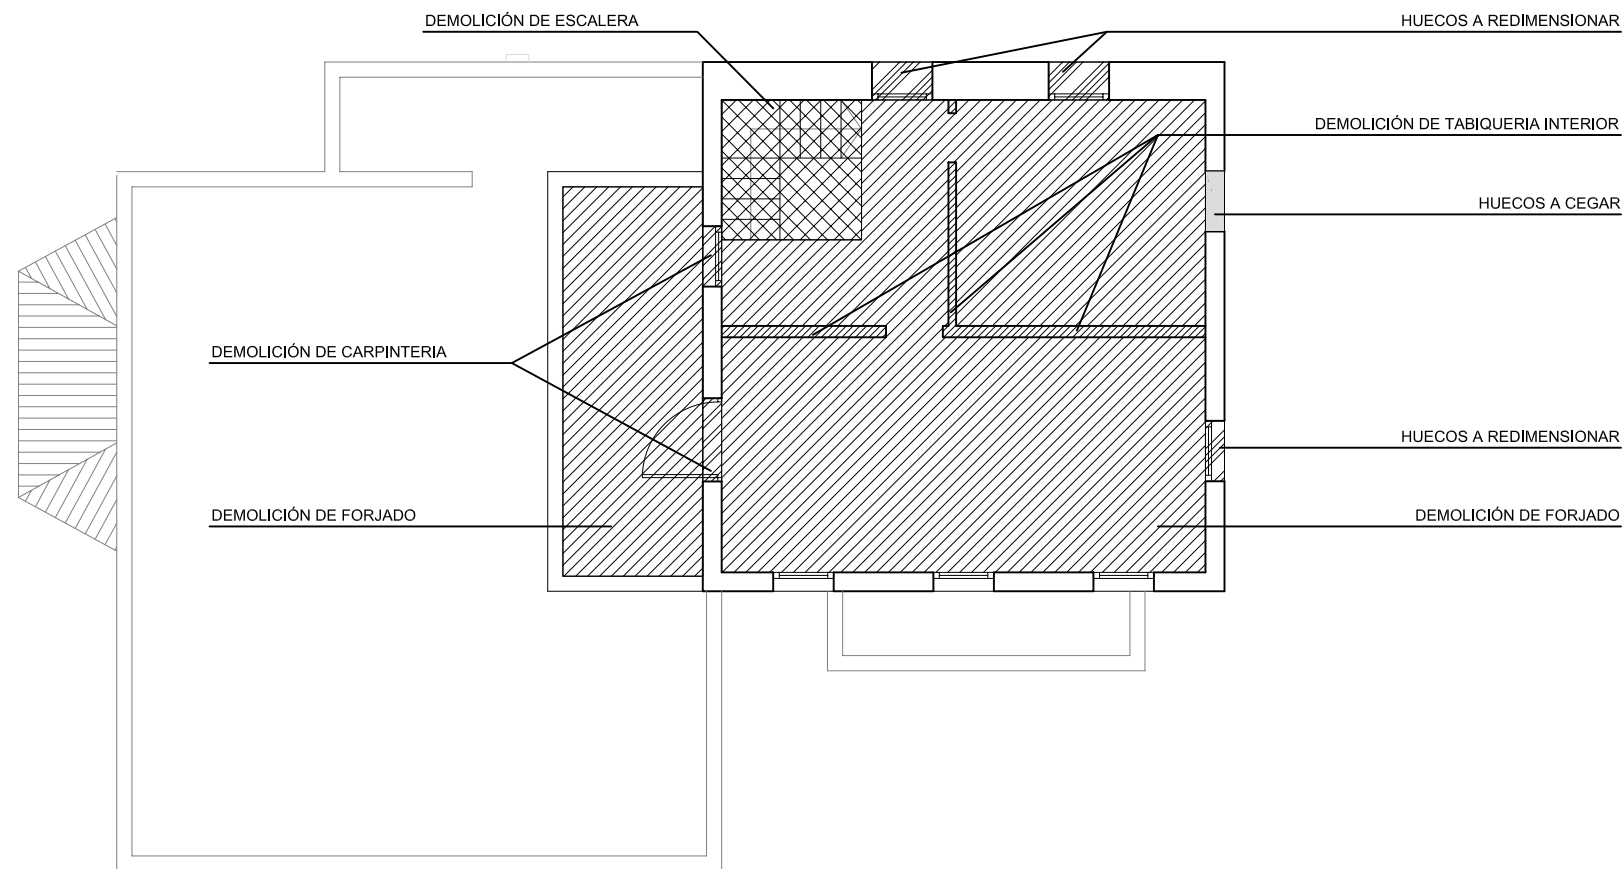 DEMOLICIÓN DE ESCALERA
HUECOS A REDIMENSIONAR
DEMOLICIÓN DE TABIQUERIA INTERIOR
HUECOS A CEGAR
DEMOLICIÓN DE CARPINTERIA
HUECOS A REDIMENSIONAR
DEMOLICIÓN DE FORJADO
DEMOLICIÓN DE FORJADO